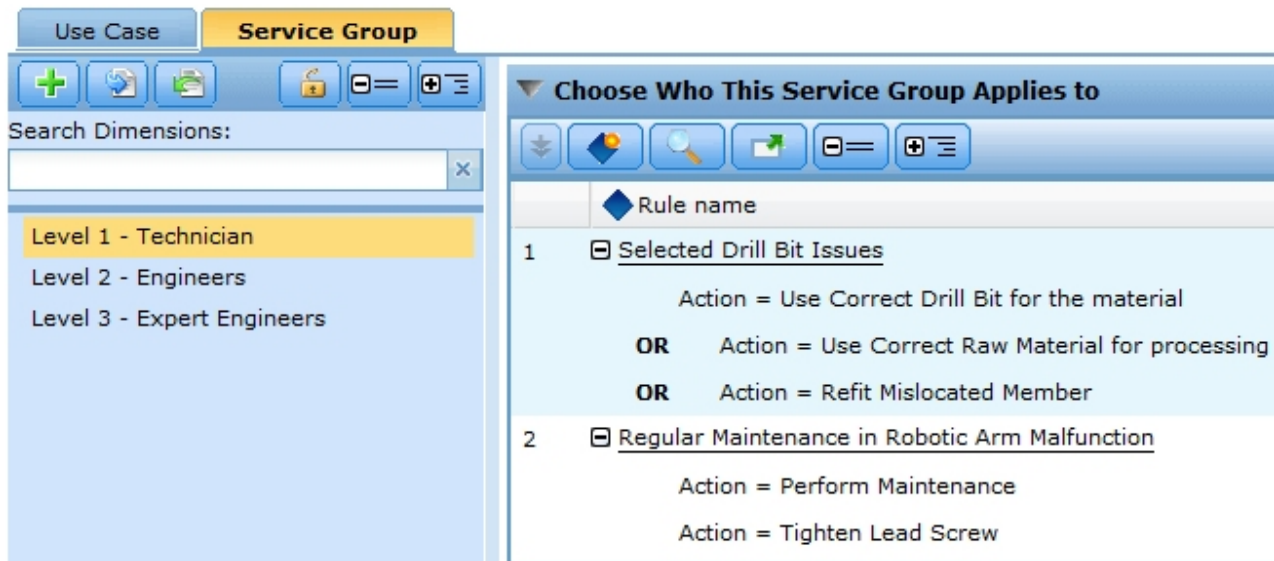 Use Case
Service Group
Search Dimensions:
Level 1 - Technician
Level 2 - Engineers
Level 3 - Expert Engineers
Choose Who This Service Group Applies to
Rule name
1 Selected Drill Bit Issues
Action = Use Correct Drill Bit for the material
OR Action = Use Correct Raw Material for processing
OR Action = Refit Mislocated Member
2 Regular Maintenance in Robotic Arm Malfunction
Action = Perform Maintenance
Action = Tighten Lead Screw